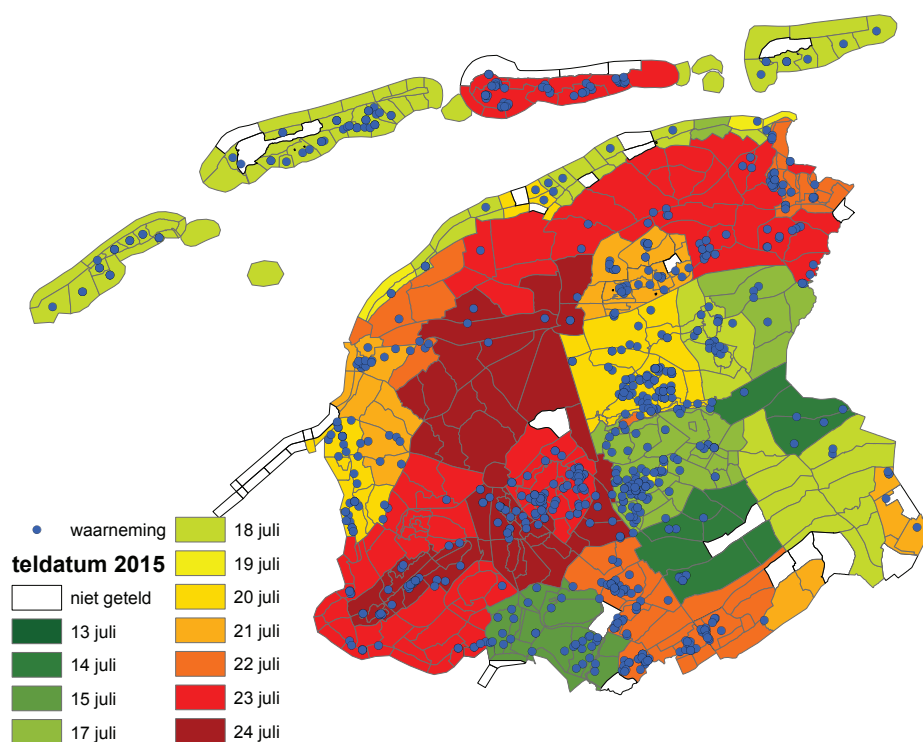 waarneming
teldatum 2015
niet geteld
13 juli
14 juli
15 juli
17 juli
18 juli
19 juli
20 juli
21 juli
22 juli
23 juli
24 juli